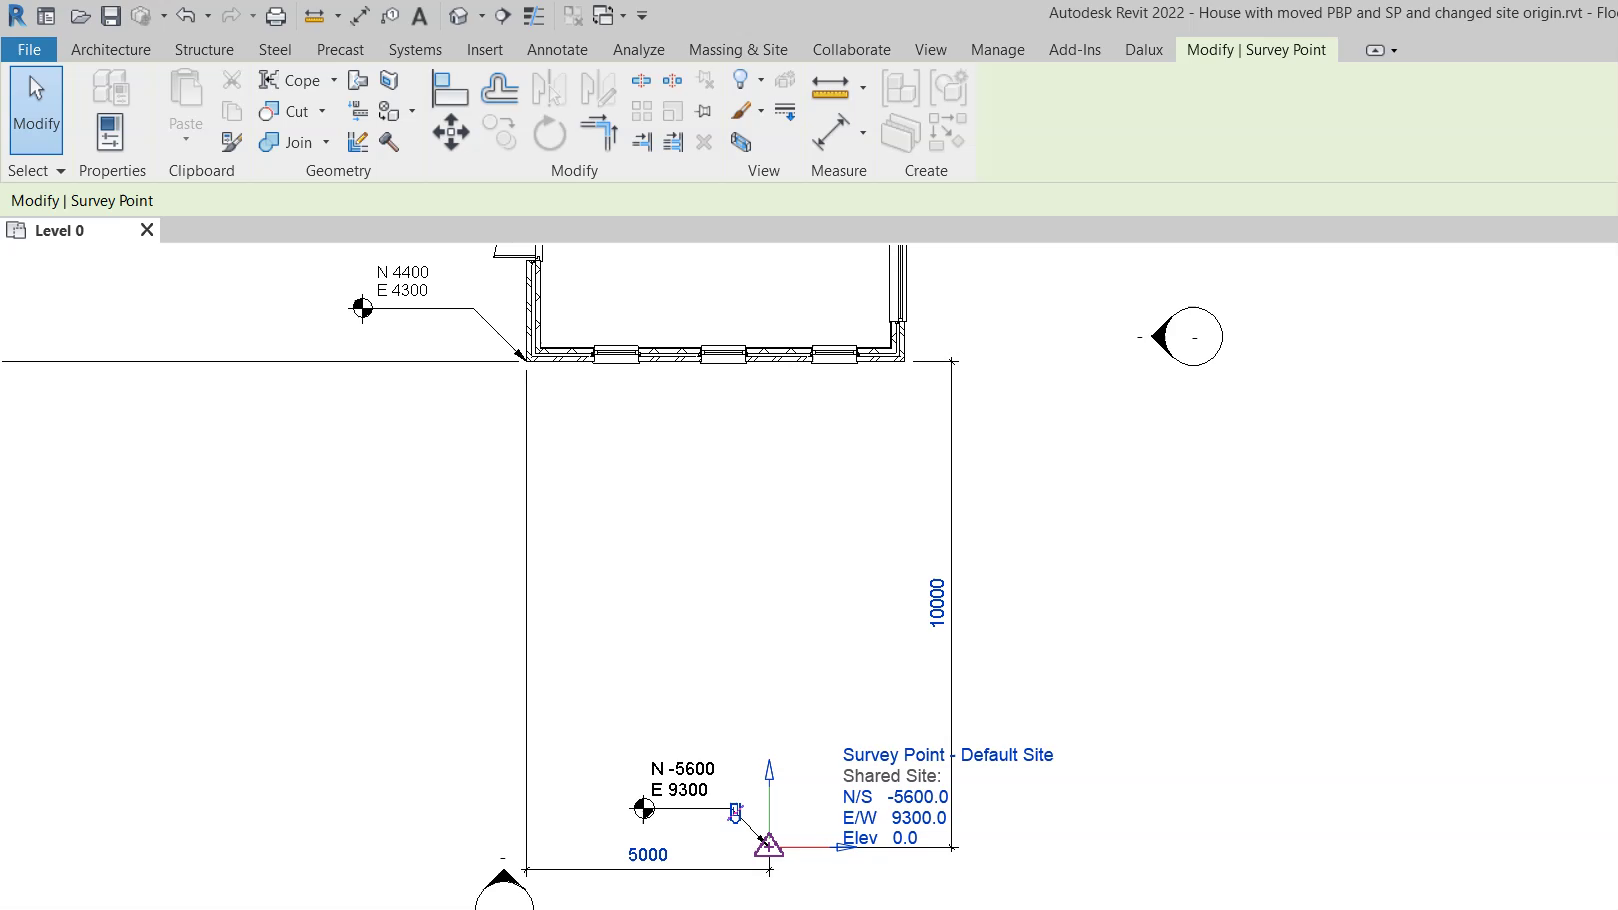 Autodesk Revit 2022 - House with moved PBP and SP and changed site origin.rvt - Floo
File Architecture Structure Steel Precast Systems Insert Annotate Analyze Massing & Site Collaborate View Manage Add-Ins Dalux Modify | Survey Point
Modify
Paste
Cope
Cut
Join
Select Properties Clipboard Geometry Modify View Measure Create
Modify | Survey Point
Level 0
N 4400
E 4300
-
-
10000
Survey Point - Default Site
Shared Site:
N/S -5600.0
E/W 9300.0
Elev 0.0
N -5600
E 9300
5000
-